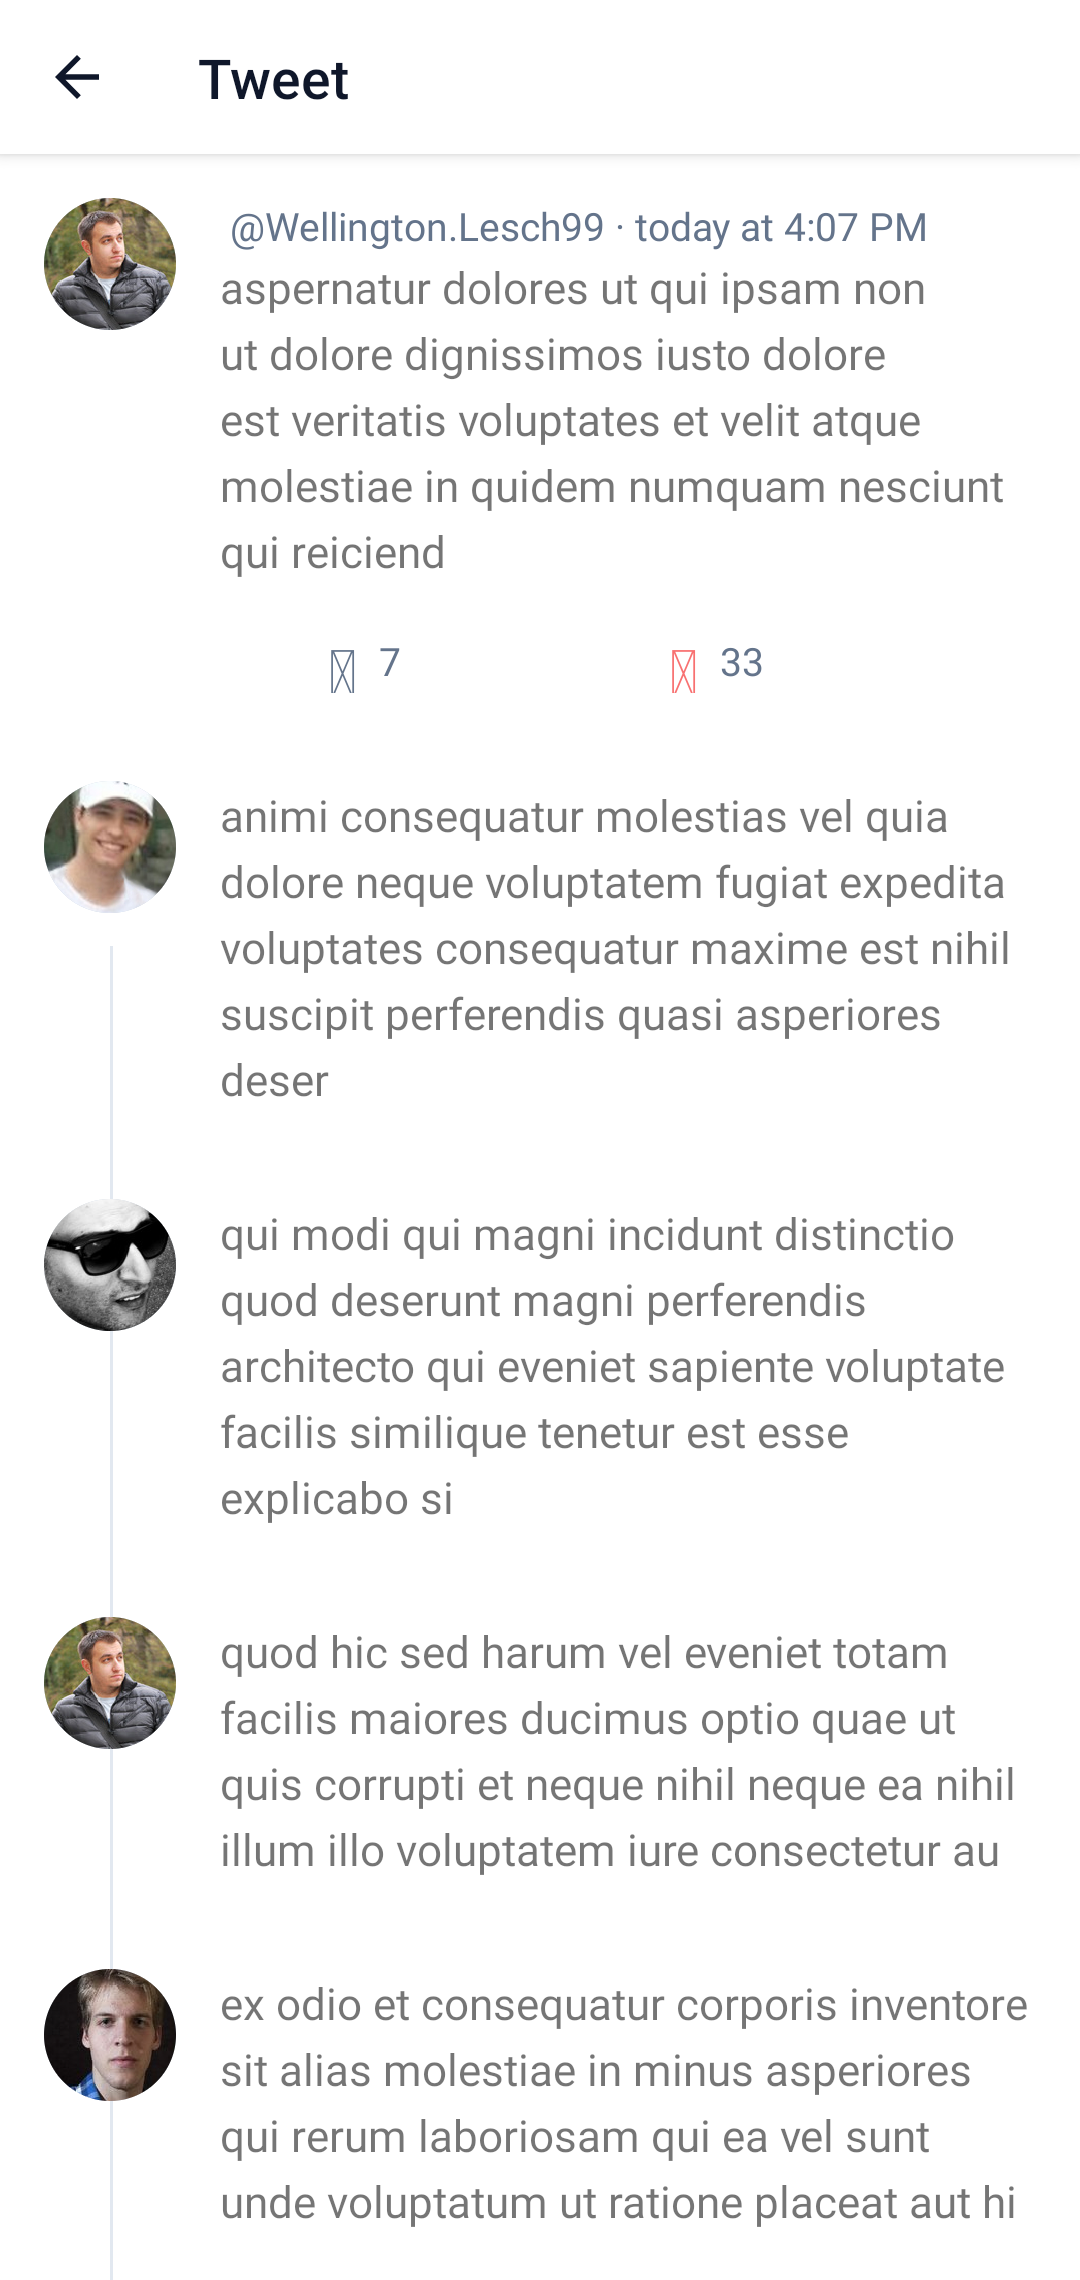 Tweet
@Wellington.Lesch99 · today at 4:07 PM
aspernatur dolores ut qui ipsam non
ut dolore dignissimos iusto dolore
est veritatis voluptates et velit atque
molestiae in quidem numquam nesciunt
qui reiciend
7
33
animi consequatur molestias vel quia
dolore neque voluptatem fugiat expedita
voluptates consequatur maxime est nihil
suscipit perferendis quasi asperiores
deser
qui modi qui magni incidunt distinctio
quod deserunt magni perferendis
architecto qui eveniet sapiente voluptate
facilis similique tenetur est esse
explicabo si
quod hic sed harum vel eveniet totam
facilis maiores ducimus optio quae ut
quis corrupti et neque nihil neque ea nihil
illum illo voluptatem iure consectetur au
ex odio et consequatur corporis inventore
sit alias molestiae in minus asperiores
qui rerum laboriosam qui ea vel sunt
unde voluptatum ut ratione placeat aut hi